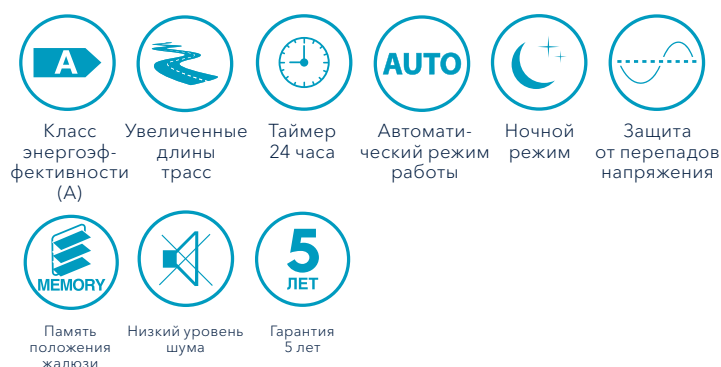 A
AUTO
Класс
энергоэф-
фективности
(А)
Увеличенные
длины
трасс
Таймер
24 часа
Автомати-
ческий режим
работы
Ночной
режим
Защита
от перепадов
напряжения
MEMORY
5
ЛЕТ
Память
положения
жалюзи
Низкий уровень
шума
Гарантия
5 лет